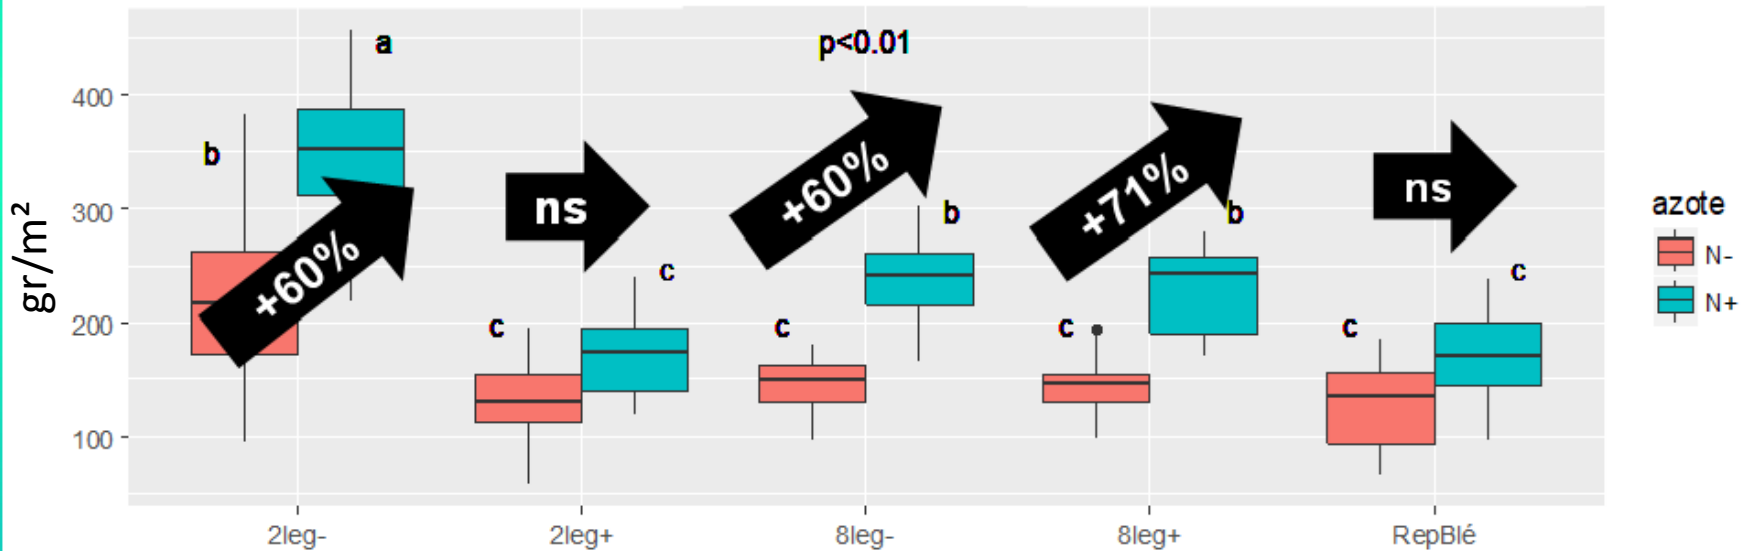 a
p<0.01
400
b
+60%
ns
+60%
+71%
ns
300
b
b
azote
N-
N+
gr/m²
c
c
200
c
c
c
c
100
2leg-
2leg+
8leg-
8leg+
RepBlé